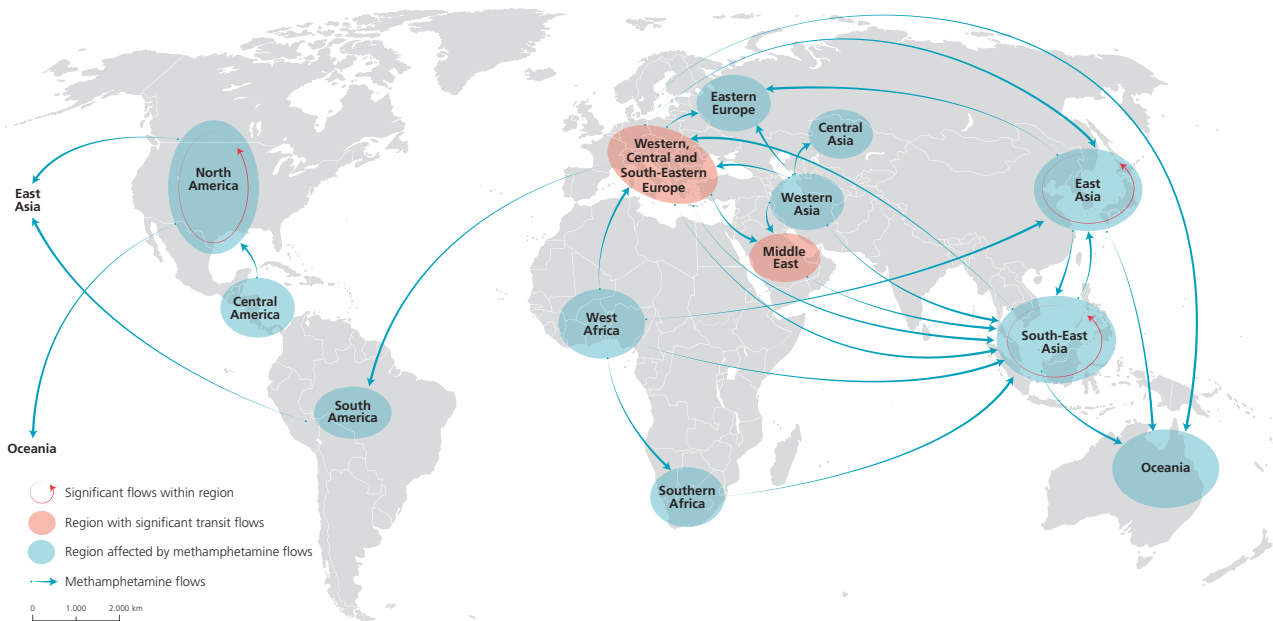 Eastern
Europe
Central
Asia
Western,
Central and
South-Eastern
Europe
North
America
East
Asia
East
Asia
Western
Asia
Middle
East
Central
America
West
Africa
South-East
Asia
South
America
Oceania
Oceania
Southern
Africa
Significant flows within region
Region with significant transit flows
Region affected by methamphetamine flows
Methamphetamine flows
0 1.000 2.000 km